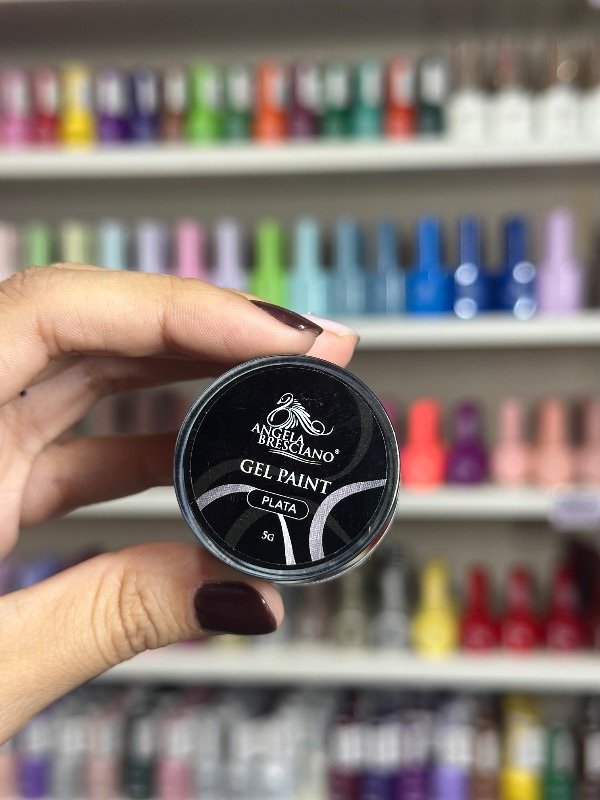 ANGELA
BRESCIANO®
GEL PAINT
PLATA
5G